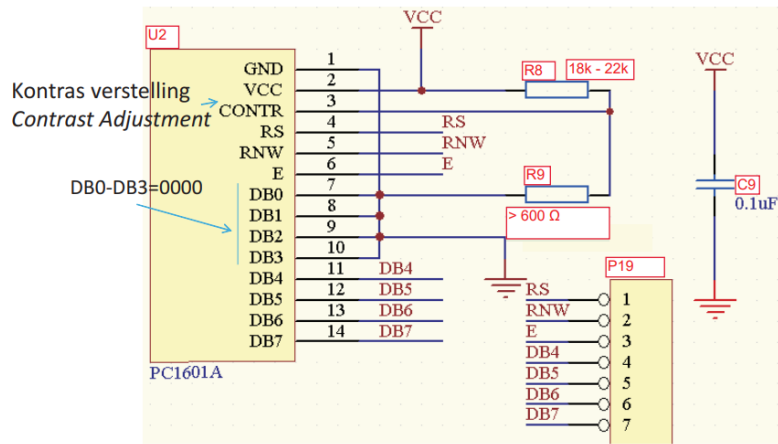 VCC
U2
GND 1
VCC 2
CONTR 3
RS 4 RS
RNW 5 RNW
E 6 E
DB0 7
DB1 8
DB2 9
DB3 10
DB4 11 DB4
DB5 12 DB5
DB6 13 DB6
DB7 14 DB7
PC1601A
Kontras verstelling
Contrast Adjustment
DB0-DB3=0000
R8 18k - 22k
R9
> 600 Ω
VCC
C9
0.1uF
P19
RS 1
RNW 2
E 3
DB4 4
DB5 5
DB6 6
DB7 7